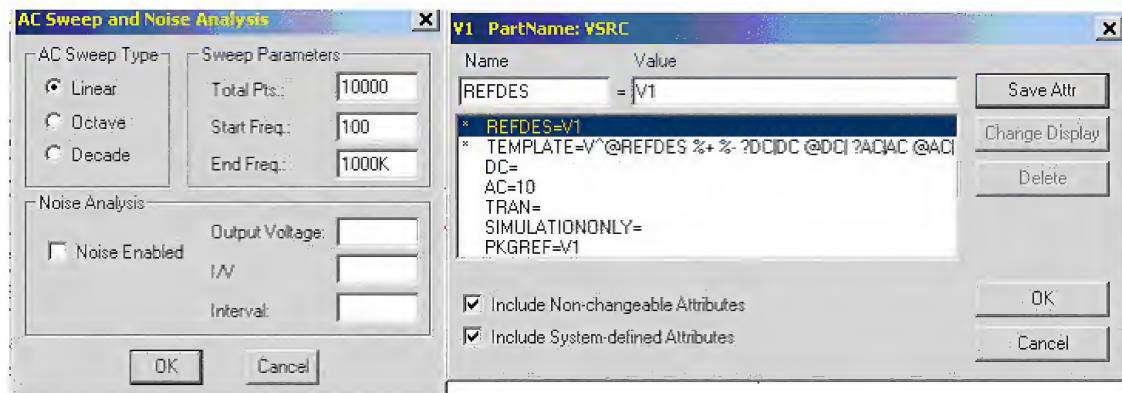 AC Sweep and Noise Analysis
AC Sweep Type
Linear
Octave
Decade
Sweep Parameters
Total Pts.: 10000
Start Freq.: 100
End Freq.: 1000K
Noise Analysis
Noise Enabled
Output Voltage:
I/V
Interval:
OK Cancel
V1 PartName: VSRC
Name Value
REFDES = V1
* REFDES=V1
* TEMPLATE=V^@REFDES %+ %- ?DC|DC @DC| ?AC|AC @AC|
DC=
AC=10
TRAN=
SIMULATIONONLY=
PKGREF=V1
Include Non-changeable Attributes
Include System-defined Attributes
Save Attr
Change Display
Delete
OK
Cancel